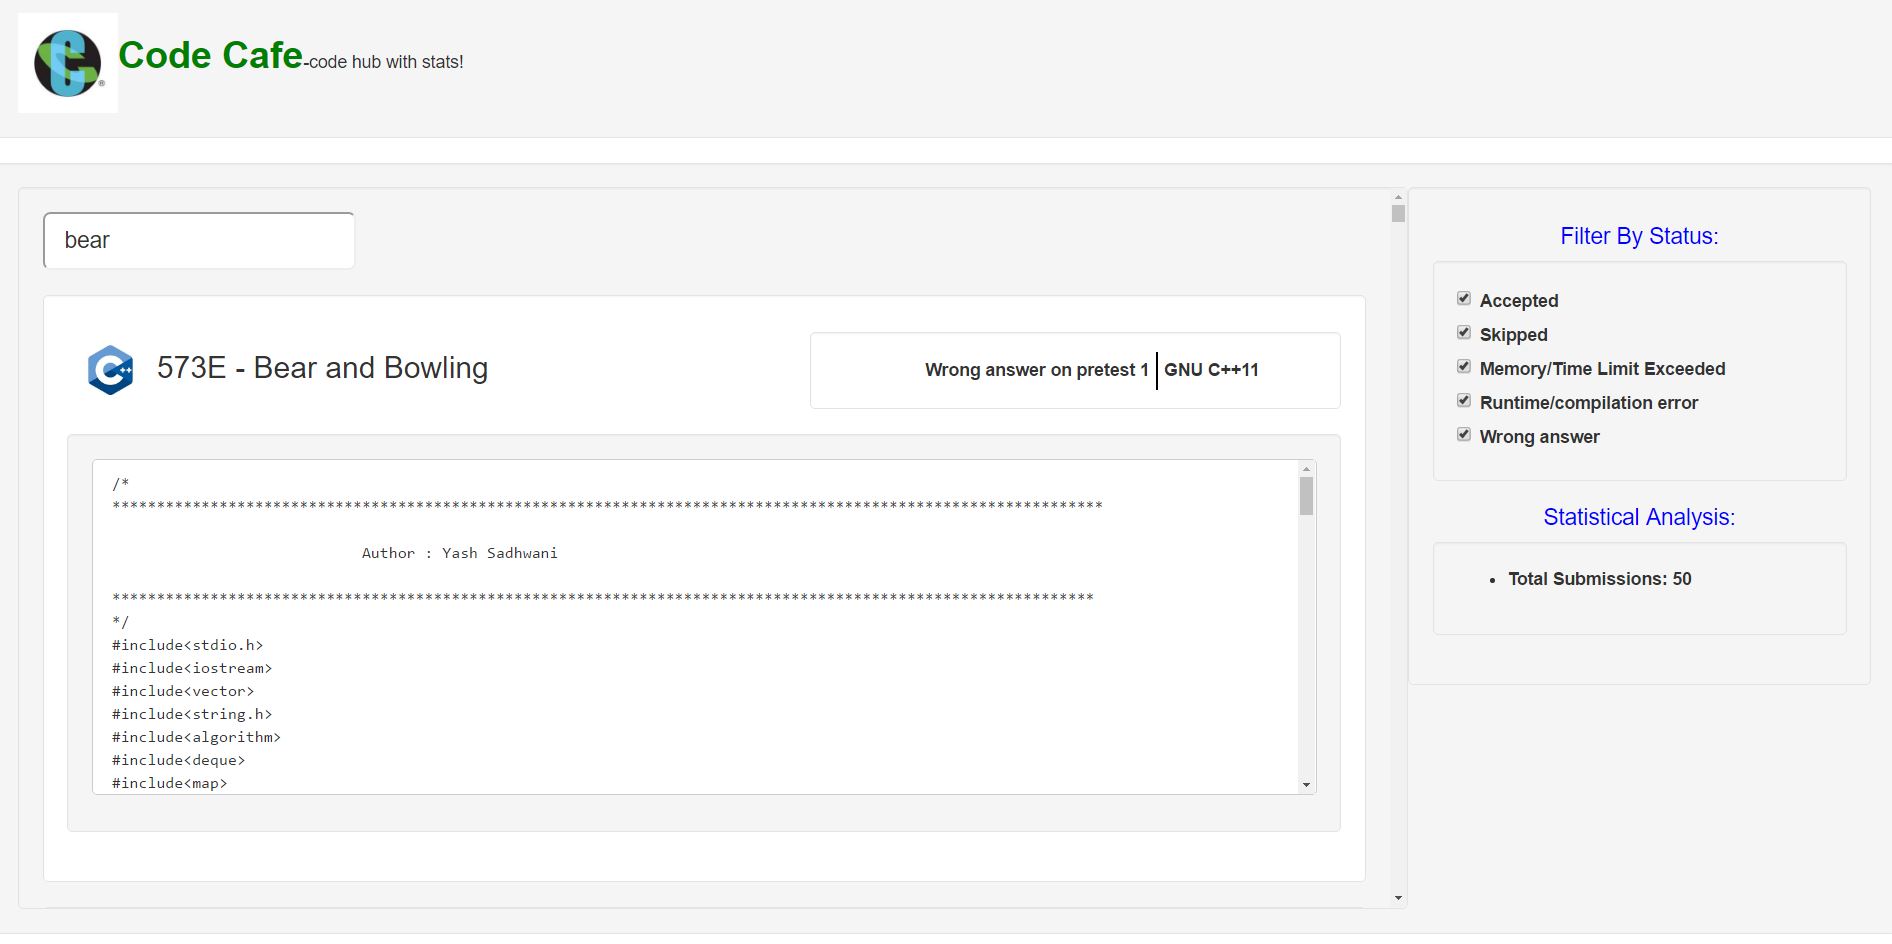 Code Cafe-code hub with stats!
bear
573E - Bear and Bowling
Wrong answer on pretest 1 | GNU C++11
/*
***************************************************************************************************************
Author : Yash Sadhwani
**************************************************************************************************************
*/
#include<stdio.h>
#include<iostream>
#include<vector>
#include<string.h>
#include<algorithm>
#include<deque>
#include<map>
Filter By Status:
Accepted
Skipped
Memory/Time Limit Exceeded
Runtime/compilation error
Wrong answer
Statistical Analysis:
• Total Submissions: 50